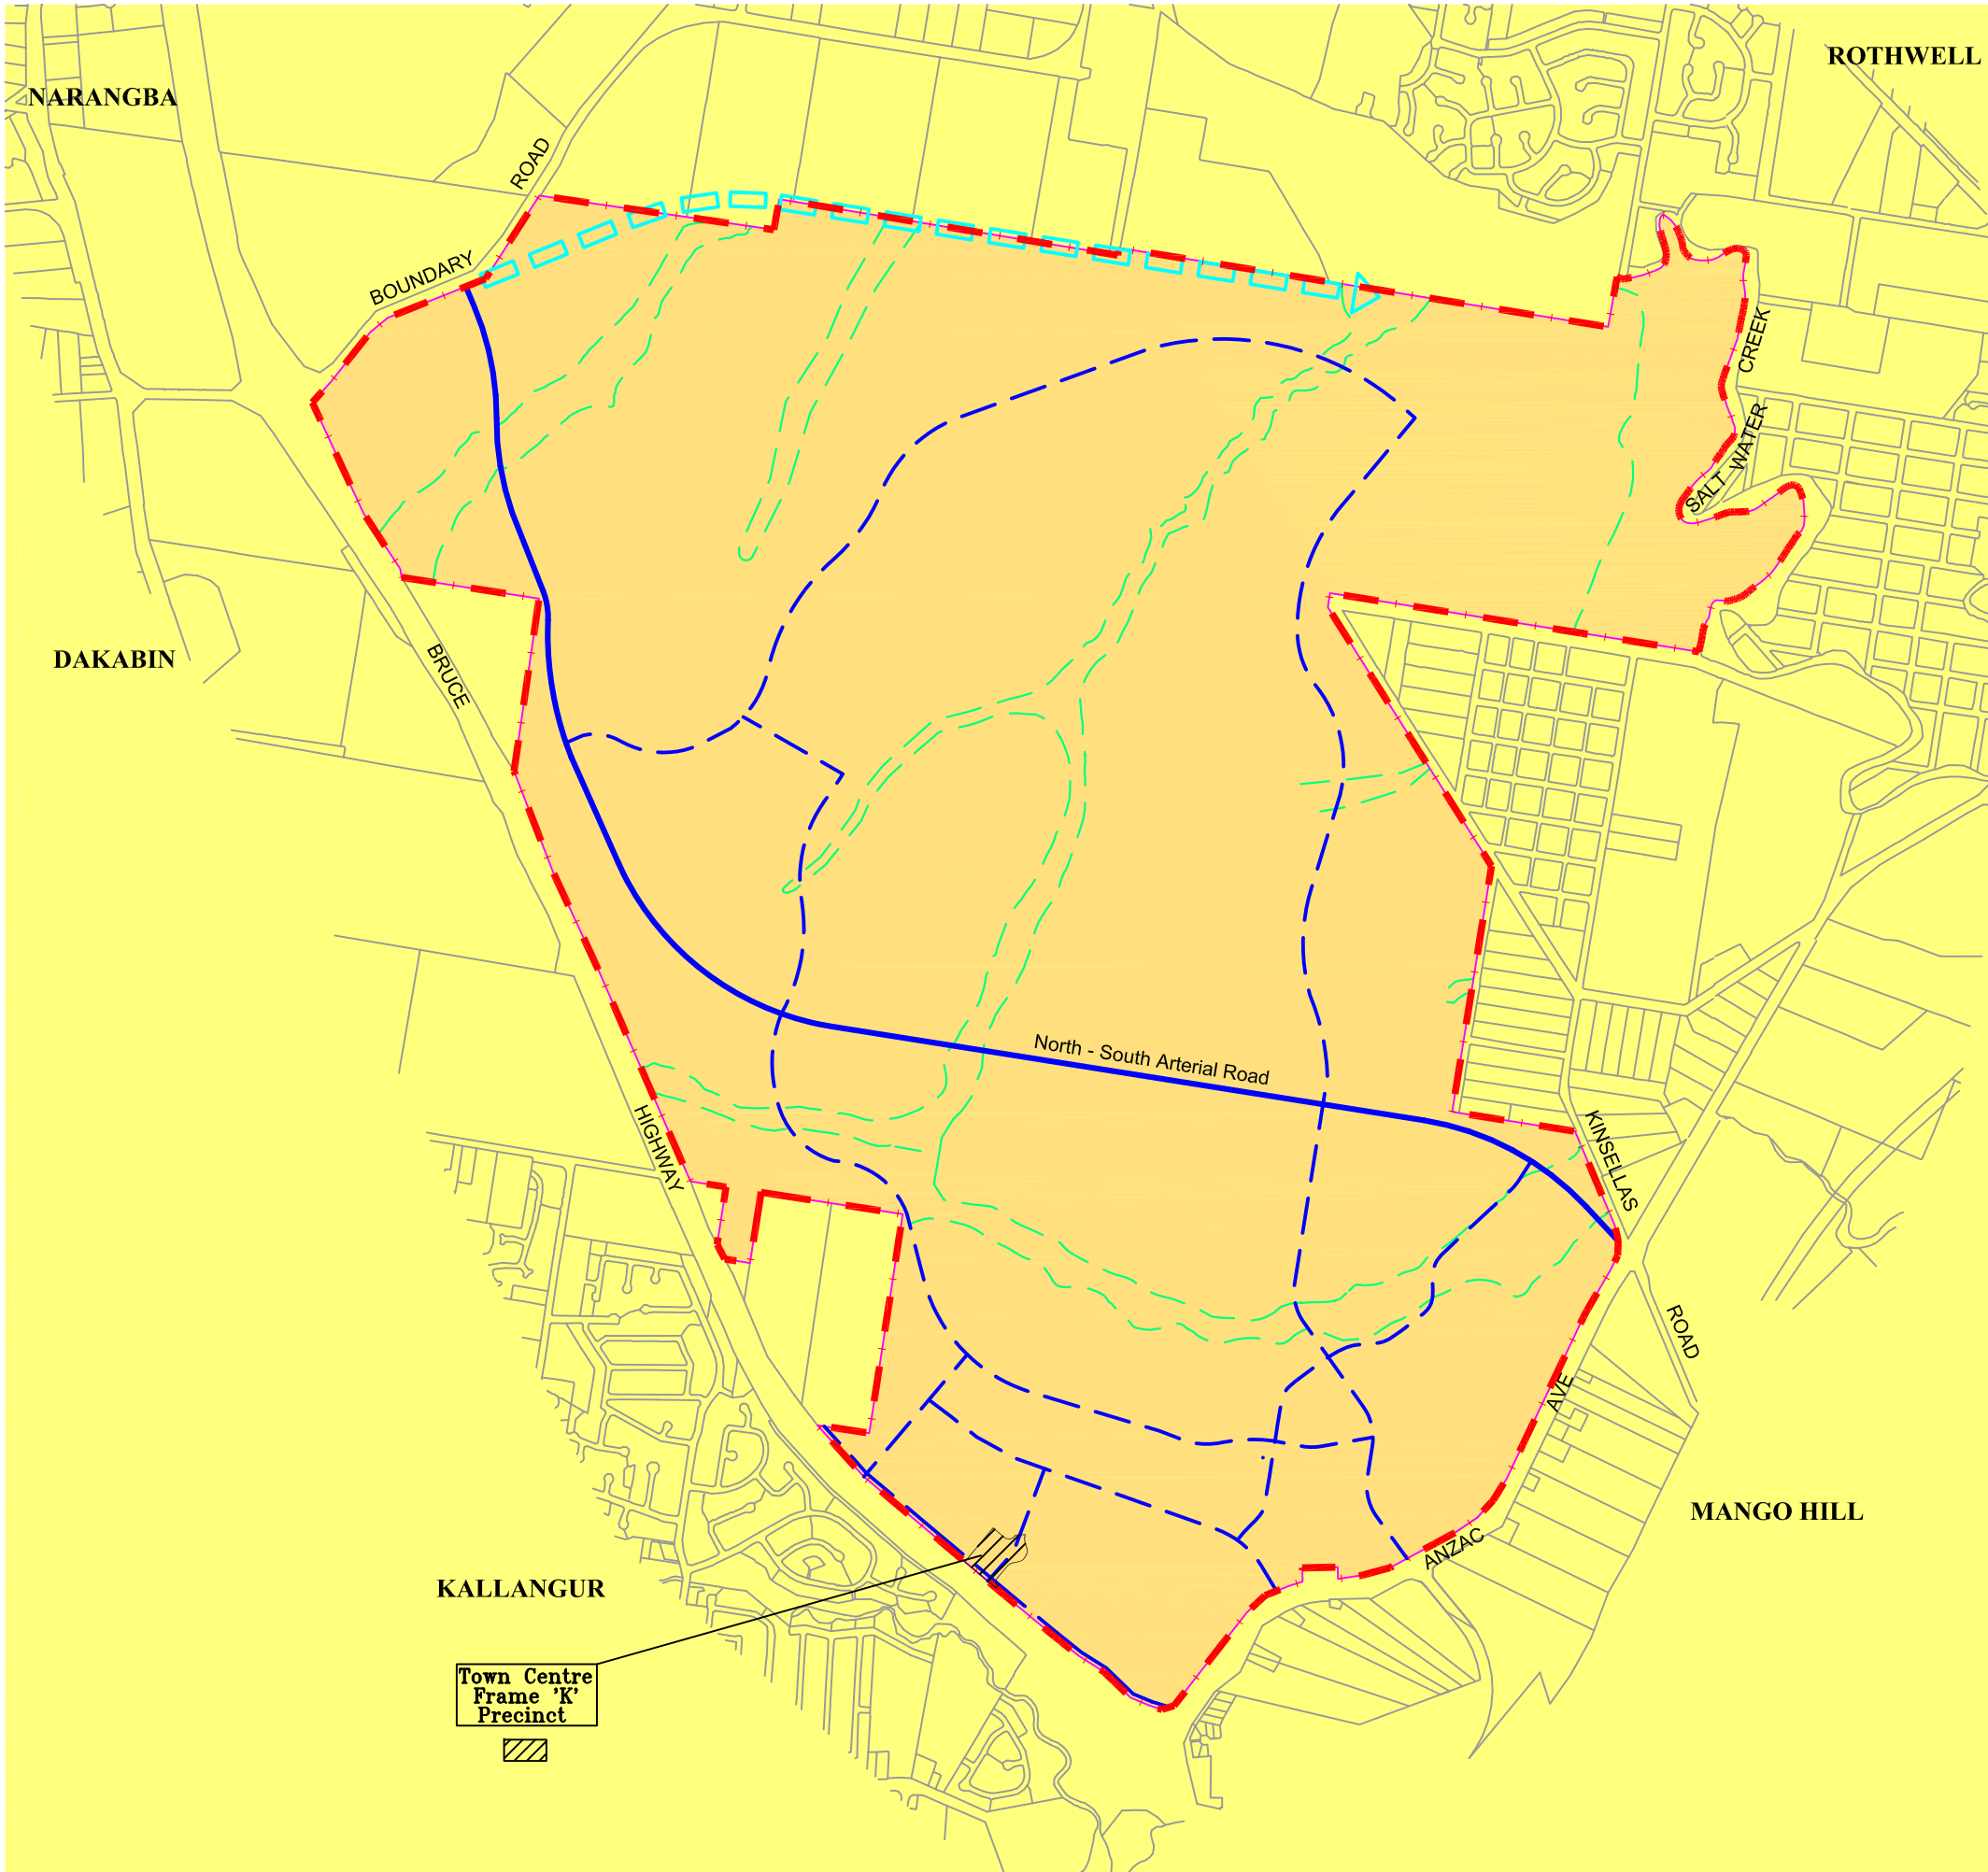 ROTHWELL
NARANGBA
ROAD
BOUNDARY
CREEK
SALT WATER
DAKABIN
BRUCE
North - South Arterial Road
HIGHWAY
KINSELLAS
ROAD
AVE
MANGO HILL
ANZAC
KALLANGUR
Town Centre
Frame 'K'
Precinct